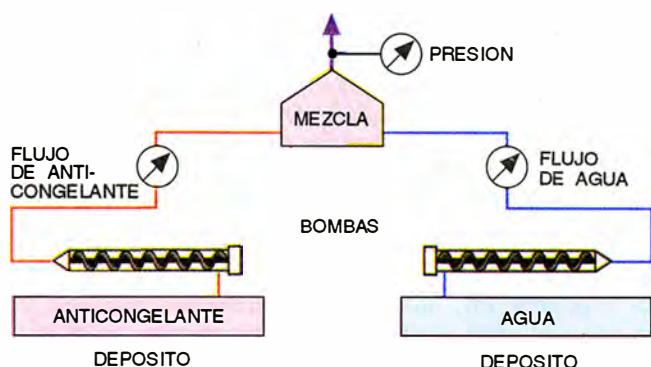 PRESION
MEZCLA
FLUJO
DE ANTI-
CONGELANTE
FLUJO
DE AGUA
BOMBAS
ANTICONGELANTE
AGUA
DEPOSITO
DEPOSITO